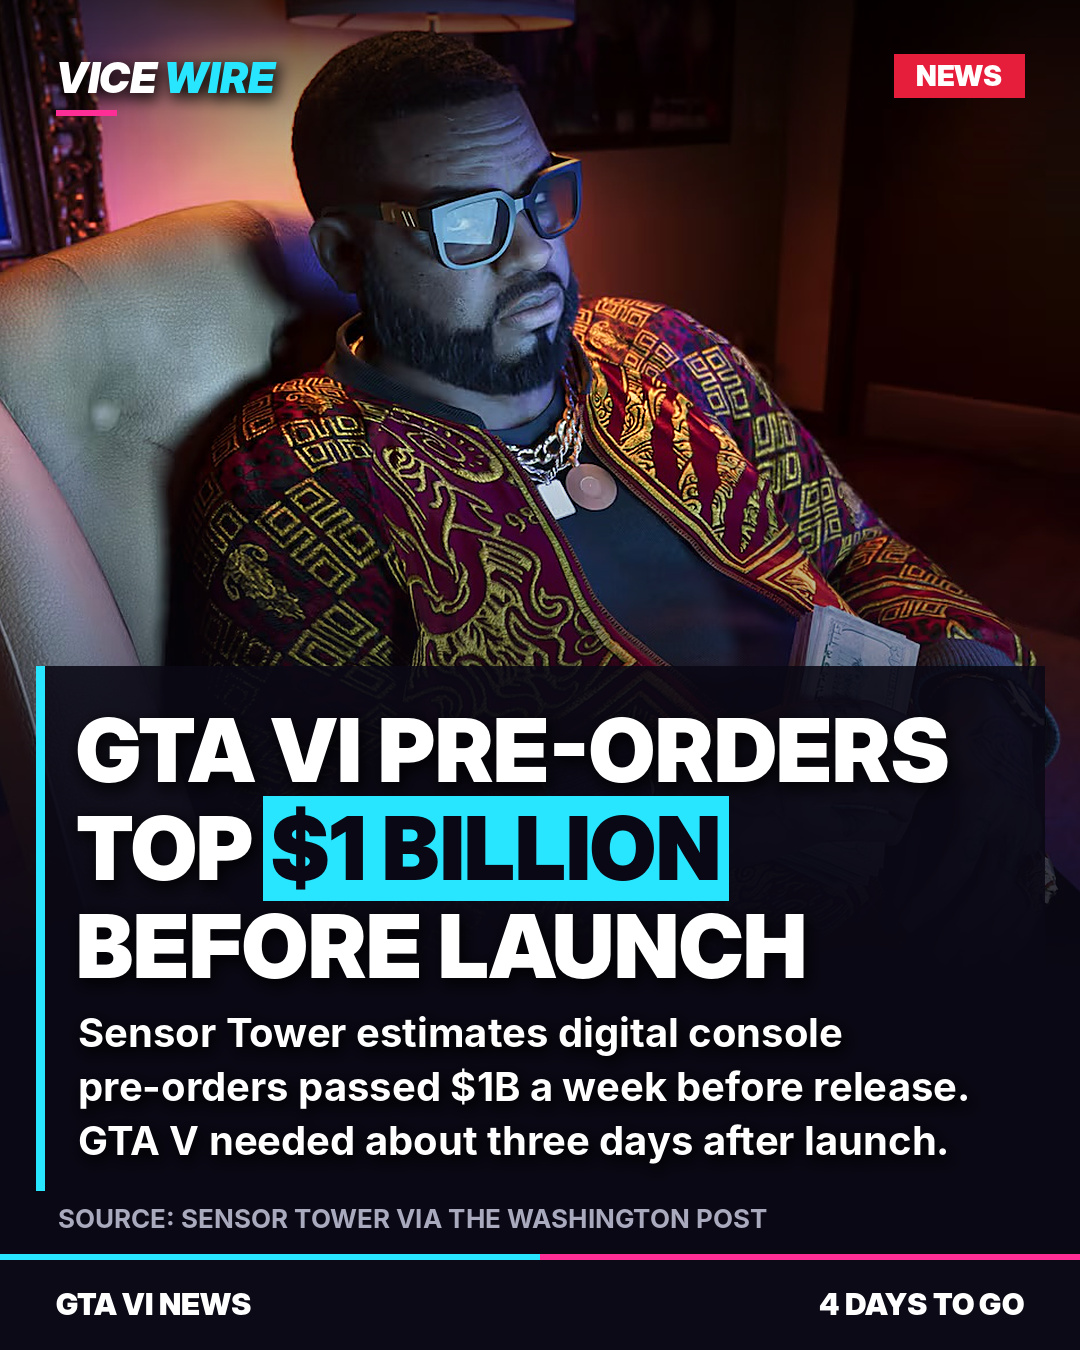 VICE WIRE
NEWS
GTA VI PRE-ORDERS
TOP $1 BILLION
BEFORE LAUNCH
Sensor Tower estimates digital console
pre-orders passed $1B a week before release.
GTA V needed about three days after launch.
SOURCE: SENSOR TOWER VIA THE WASHINGTON POST
GTA VI NEWS
4 DAYS TO GO